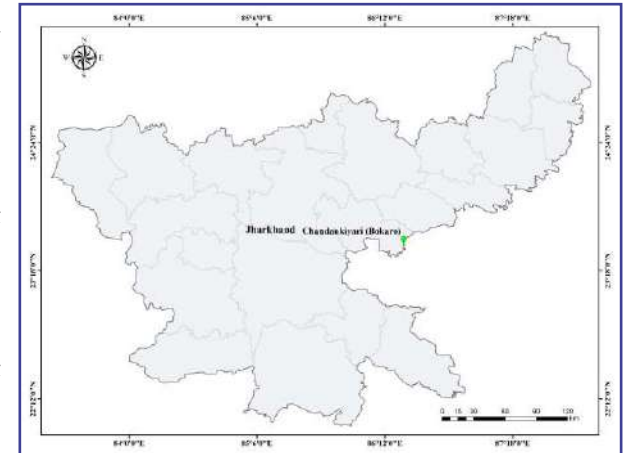 84°0'0"E 85°6'0"E 86°12'0"E 87°18'0"E
N
W E
S
24°24'0"N 24°24'0"N
Jharkhand Chandankiyari (Bokaro)
23°18'0"N 23°18'0"N
22°12'0"N 22°12'0"N
0 15 30 60 90 120
Km
84°0'0"E 85°6'0"E 86°12'0"E 87°18'0"E